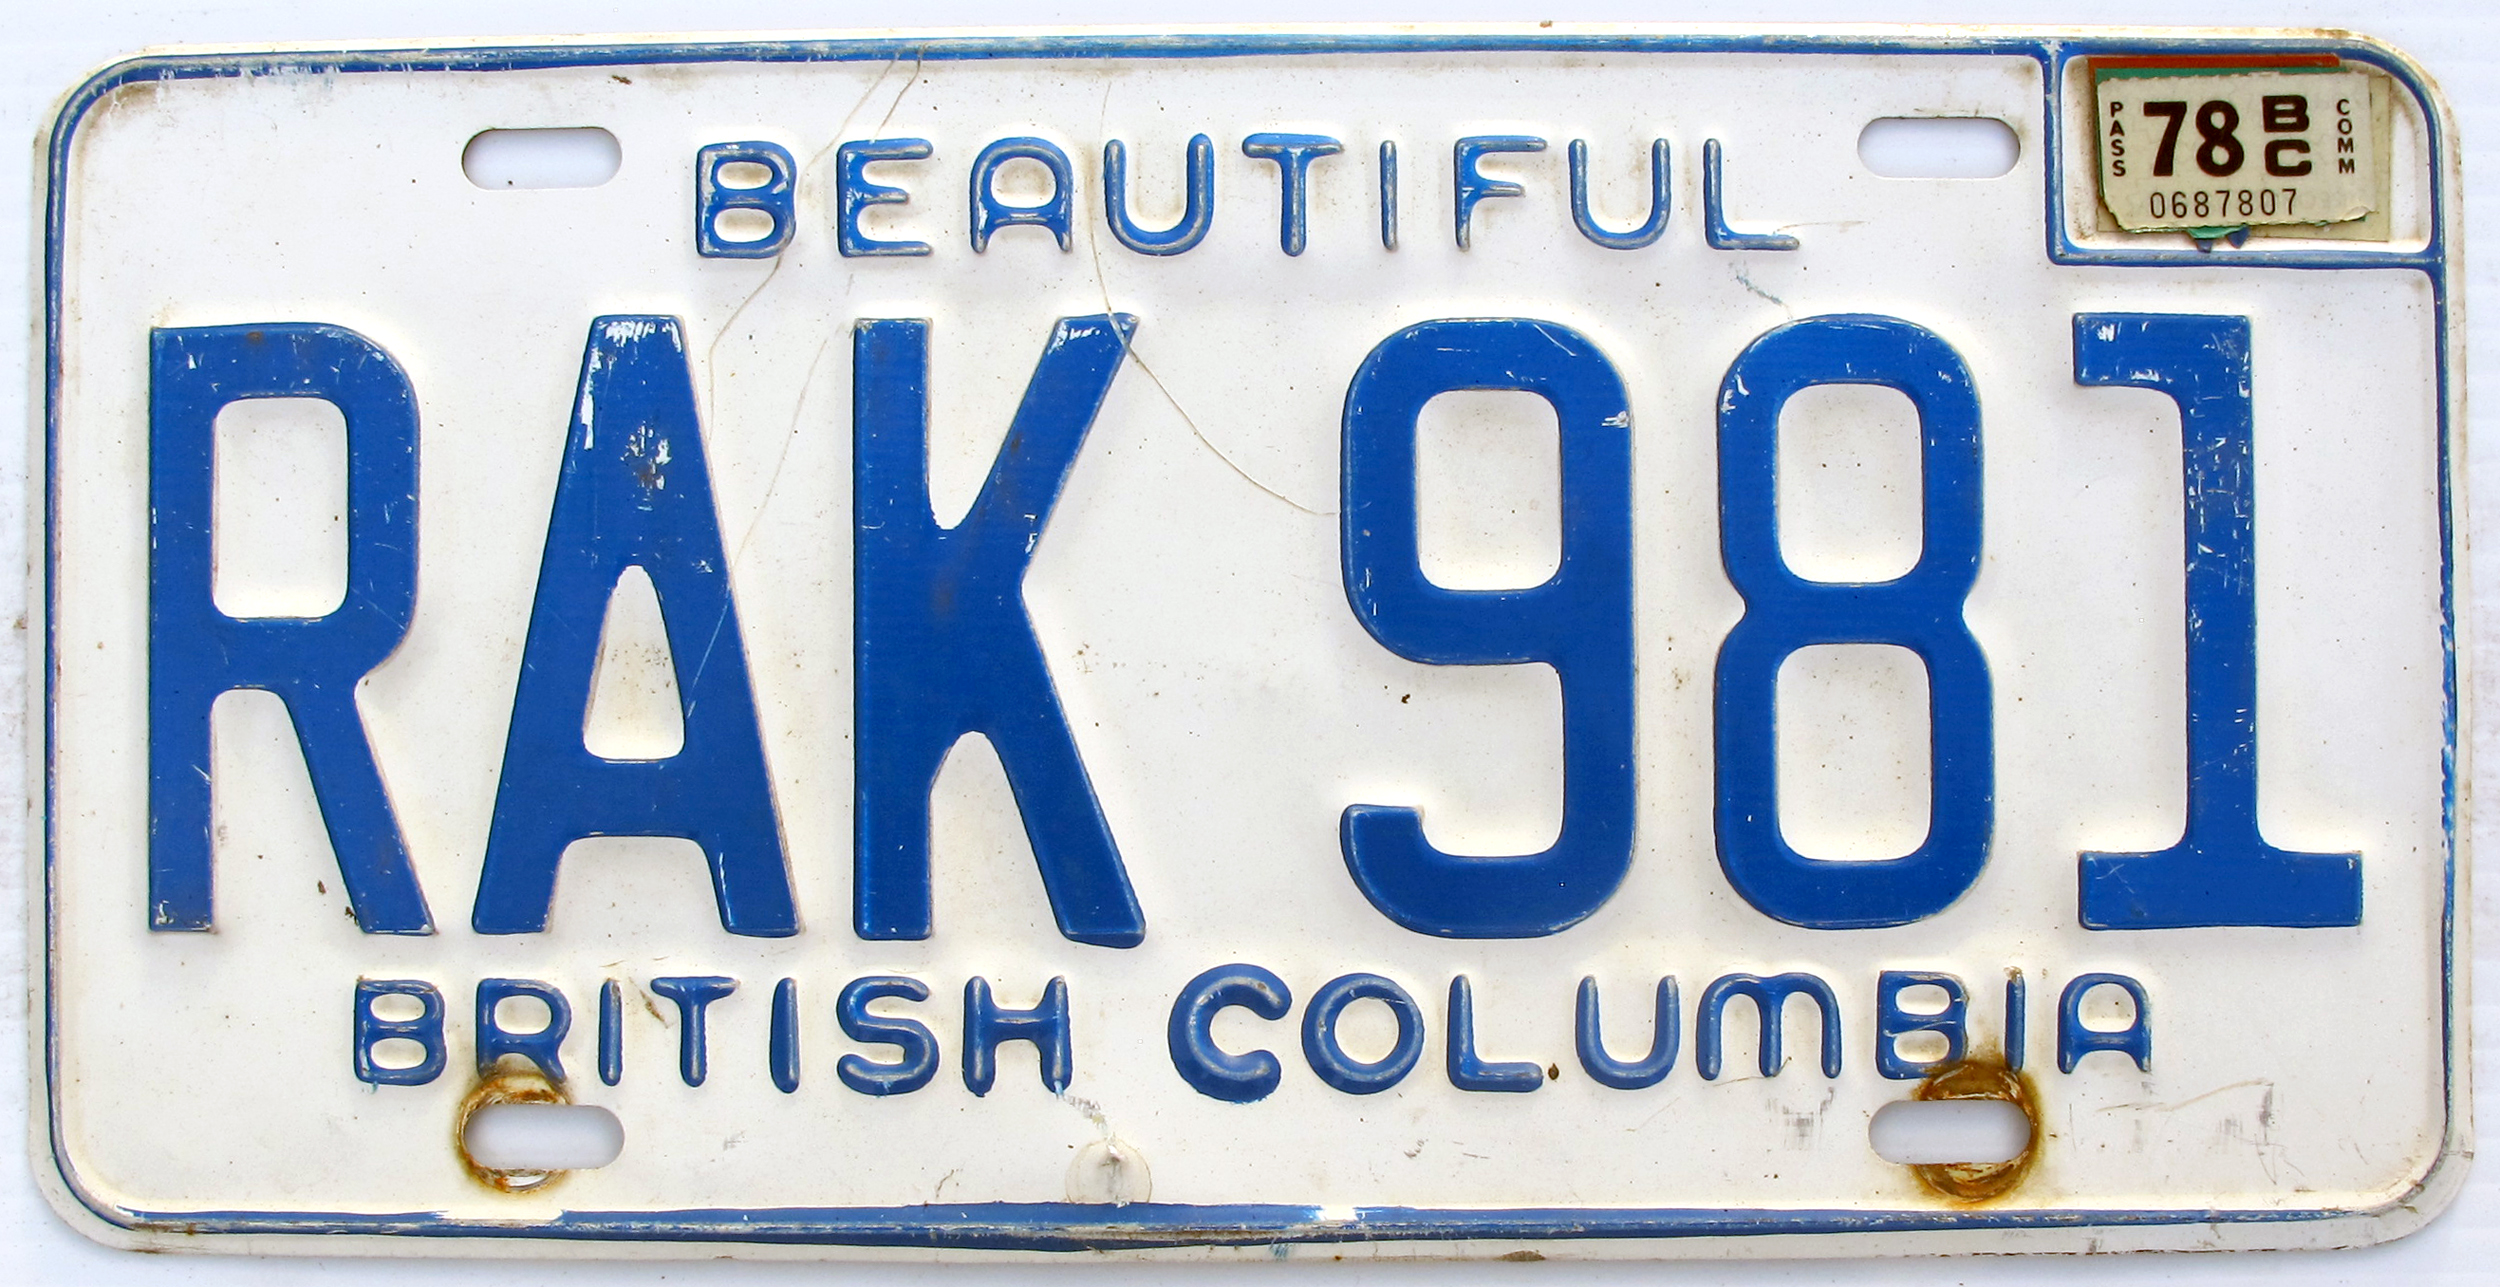 BEAUTIFUL
PASS 78 BC COMM
0687807
RAK 981
BRITISH COLUMBIA